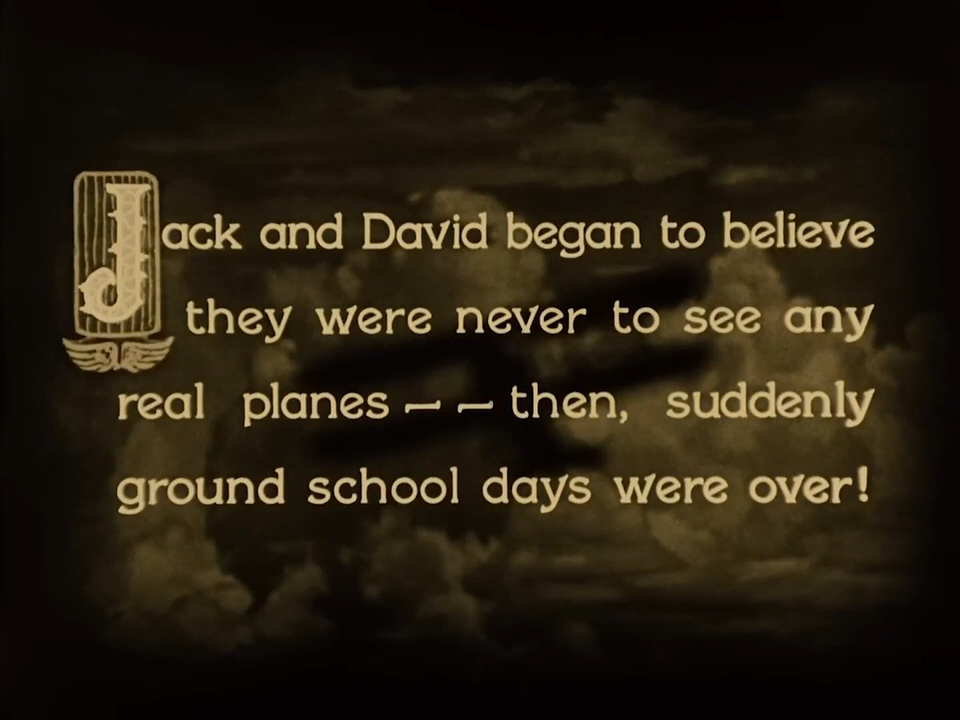 Jack and David began to believe
they were never to see any
real planes — — then, suddenly
ground school days were over!